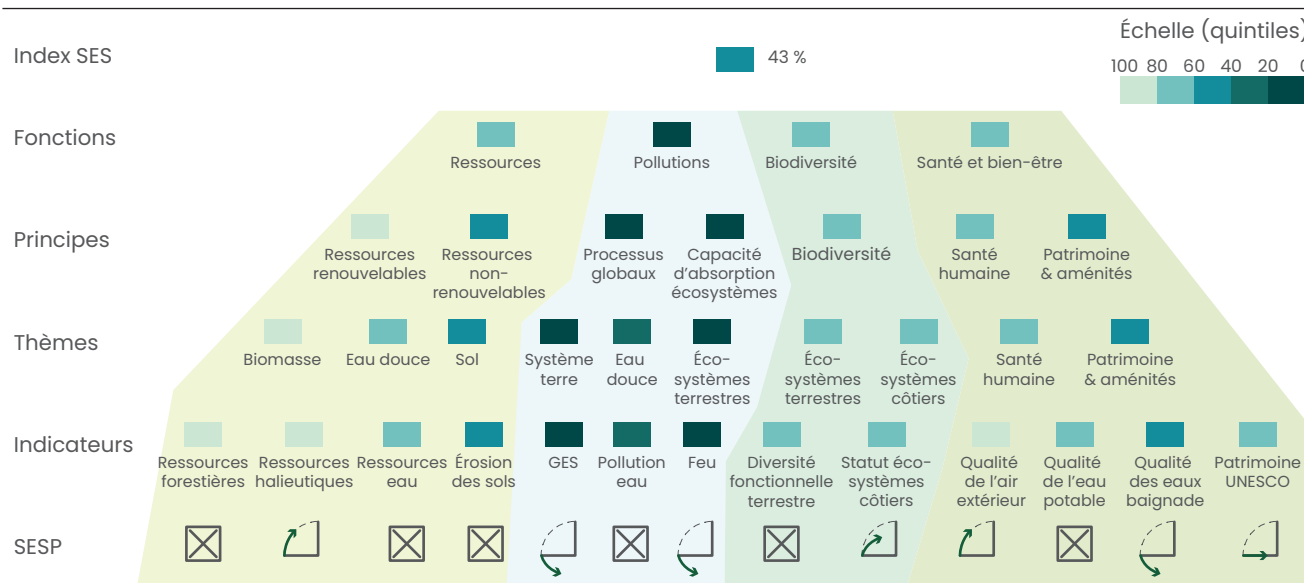 Index SES
43 %
Échelle (quintiles)
100 80 60 40 20 0
Fonctions
Ressources
Pollutions
Biodiversité
Santé et bien-être
Principes
Ressources
renouvelables
Ressources
non-
renouvelables
Processus
globaux
Capacité
d'absorption
écosystèmes
Biodiversité
Santé
humaine
Patrimoine
& aménités
Thèmes
Biomasse
Eau douce
Sol
Système
terre
Eau
douce
Éco-
systèmes
terrestres
Éco-
systèmes
terrestres
Éco-
systèmes
côtiers
Santé
humaine
Patrimoine
& aménités
Indicateurs
Ressources
forestières
Ressources
halieutiques
Ressources
eau
Érosion
des sols
GES
Pollution
eau
Feu
Diversité
fonctionnelle
terrestre
Statut éco-
systèmes
côtiers
Qualité
de l'air
extérieur
Qualité
de l'eau
potable
Qualité
des eaux
baignade
Patrimoine
UNESCO
SESP